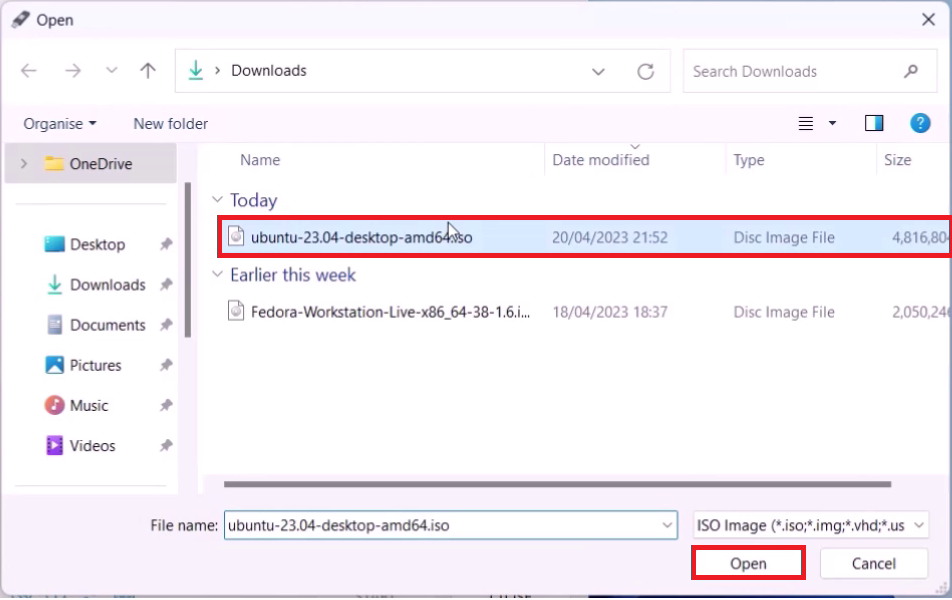 Open
Downloads
Search Downloads
Organise
New folder
Name
Date modified
Type
Size
OneDrive
Desktop
Downloads
Documents
Pictures
Music
Videos
Today
ubuntu-23.04-desktop-amd64.iso 20/04/2023 21:52 Disc Image File 4,816,80
Earlier this week
Fedora-Workstation-Live-x86_64-38-1.6.i... 18/04/2023 18:37 Disc Image File 2,050,246
File name: ubuntu-23.04-desktop-amd64.iso
ISO Image (*.iso;*.img;*.vhd;*.us
Open
Cancel